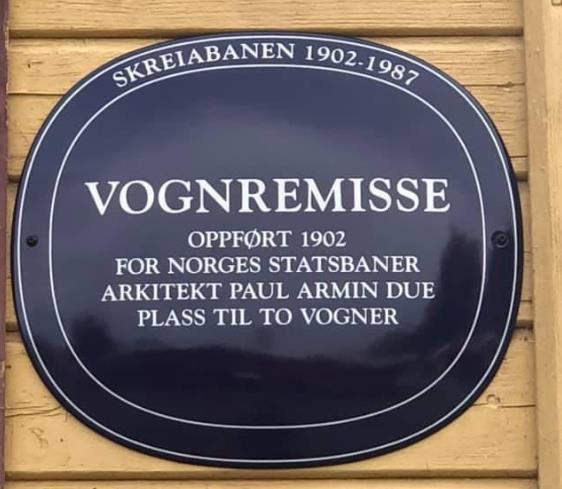 SKREIABANEN 1902-1987
VOGNREMISSE
OPPFØRT 1902
FOR NORGES STATSBANER
ARKITEKT PAUL ARMIN DUE
PLASS TIL TO VOGNER